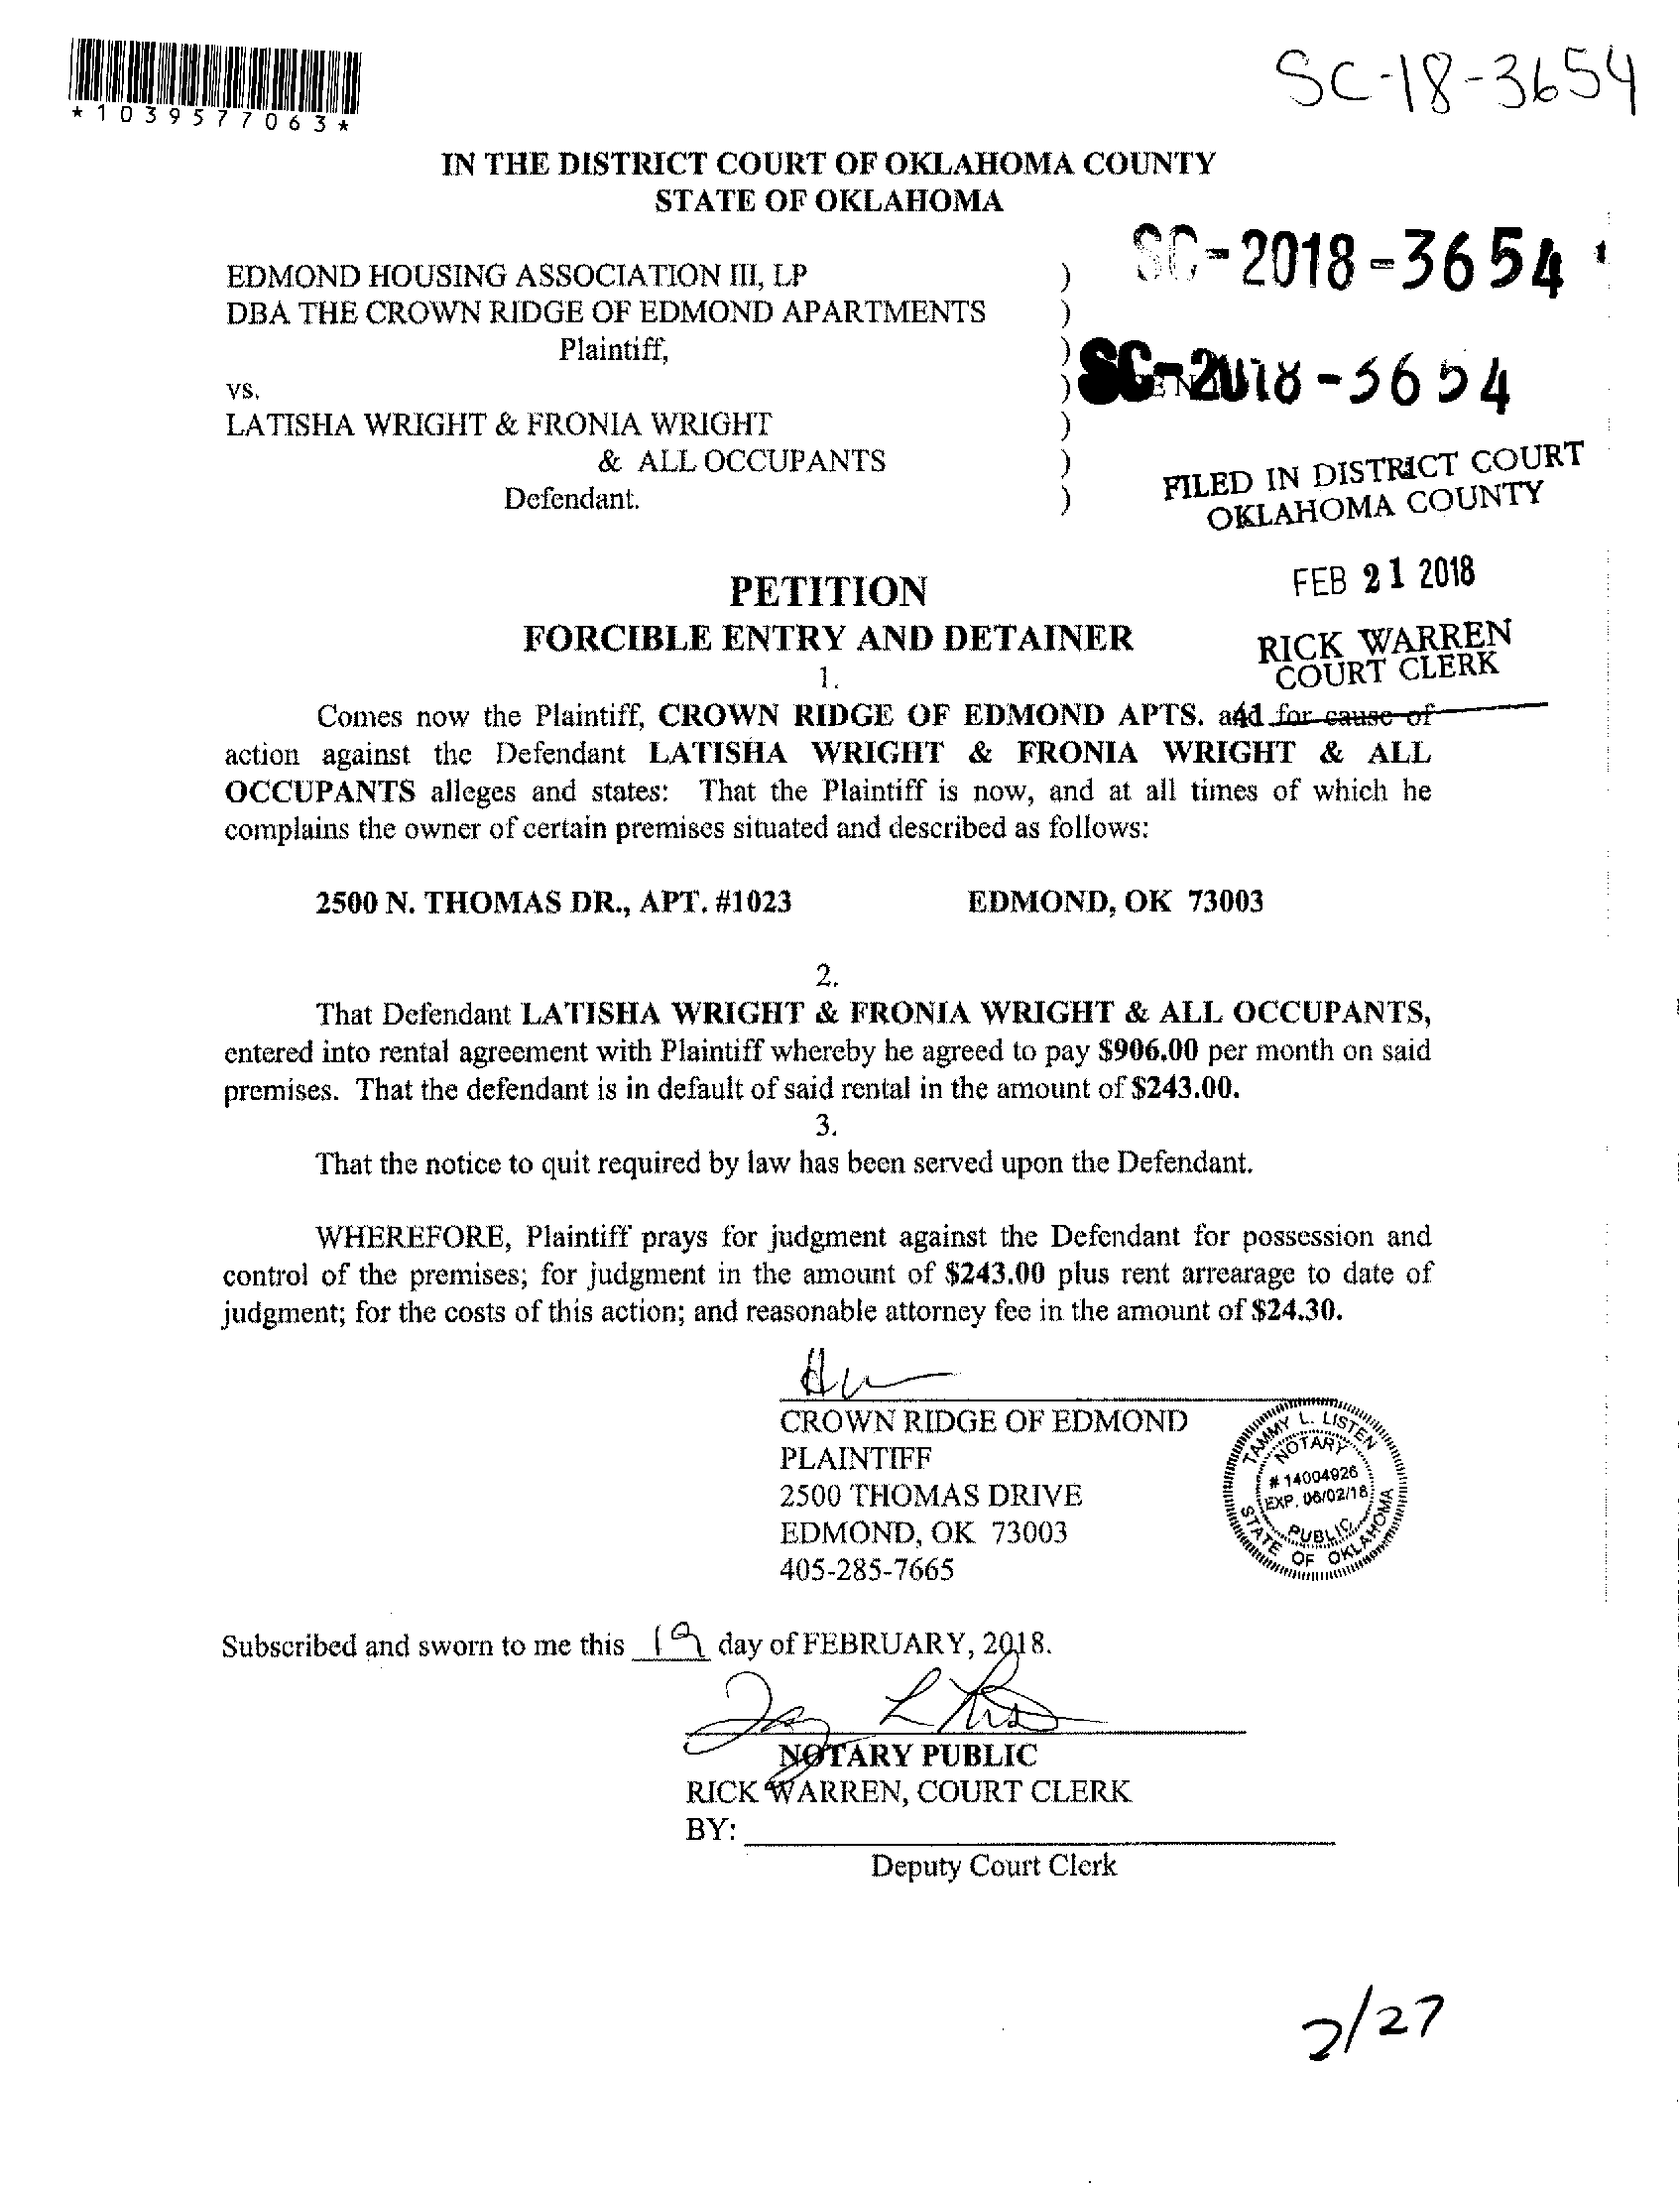 SC-18-3654
*1039577063*
IN THE DISTRICT COURT OF OKLAHOMA COUNTY
STATE OF OKLAHOMA
EDMOND HOUSING ASSOCIATION III, LP )
DBA THE CROWN RIDGE OF EDMOND APARTMENTS )
Plaintiff, )
vs. )
LATISHA WRIGHT & FRONIA WRIGHT )
& ALL OCCUPANTS )
Defendant. )
SC-2018-3654
SC-2018-3654
FILED IN DISTRICT COURT
OKLAHOMA COUNTY
FEB 21 2018
RICK WARREN
COURT CLERK
PETITION
FORCIBLE ENTRY AND DETAINER
1.
Comes now the Plaintiff, CROWN RIDGE OF EDMOND APTS. and for cause of
action against the Defendant LATISHA WRIGHT & FRONIA WRIGHT & ALL
OCCUPANTS alleges and states: That the Plaintiff is now, and at all times of which he
complains the owner of certain premises situated and described as follows:
2500 N. THOMAS DR., APT. #1023 EDMOND, OK 73003
2.
That Defendant LATISHA WRIGHT & FRONIA WRIGHT & ALL OCCUPANTS,
entered into rental agreement with Plaintiff whereby he agreed to pay $906.00 per month on said
premises. That the defendant is in default of said rental in the amount of $243.00.
3.
That the notice to quit required by law has been served upon the Defendant.
WHEREFORE, Plaintiff prays for judgment against the Defendant for possession and
control of the premises; for judgment in the amount of $243.00 plus rent arrearage to date of
judgment; for the costs of this action; and reasonable attorney fee in the amount of $24.30.
CROWN RIDGE OF EDMOND
PLAINTIFF
2500 THOMAS DRIVE
EDMOND, OK 73003
405-285-7665
TAMMY L. LISTEN
NOTARY
# 14004926
EXP. 06/02/18
PUBLIC
STATE OF OKLAHOMA
Subscribed and sworn to me this 19 day of FEBRUARY, 2018.
NOTARY PUBLIC
RICK WARREN, COURT CLERK
BY:
Deputy Court Clerk
2/27